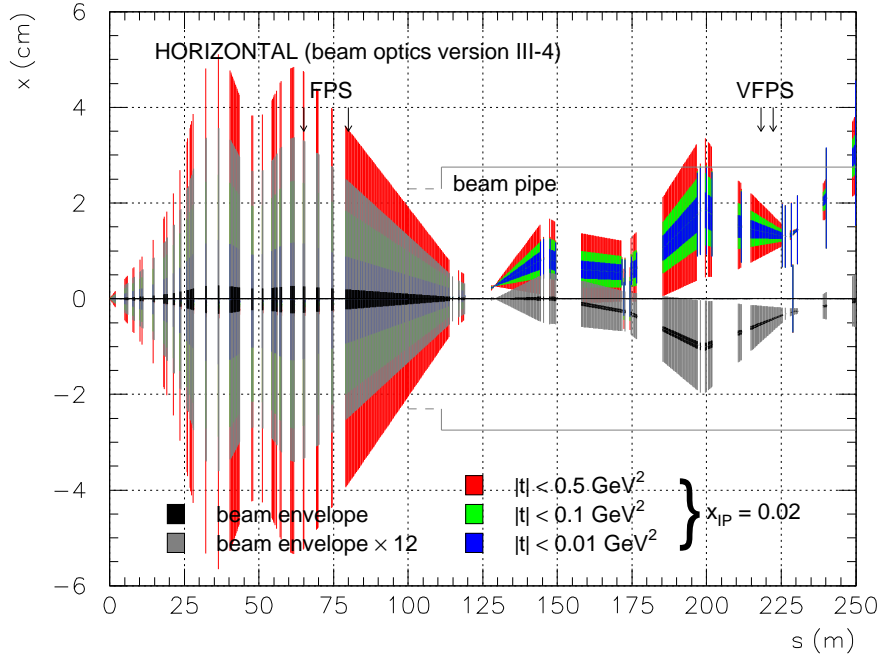 x (cm)
HORIZONTAL (beam optics version III-4)
FPS
VFPS
beam pipe
|t| < 0.5 GeV²
|t| < 0.1 GeV²
|t| < 0.01 GeV²
} x_IP = 0.02
beam envelope
beam envelope × 12
6
4
2
0
−2
−4
−6
0 25 50 75 100 125 150 175 200 225 250
s (m)